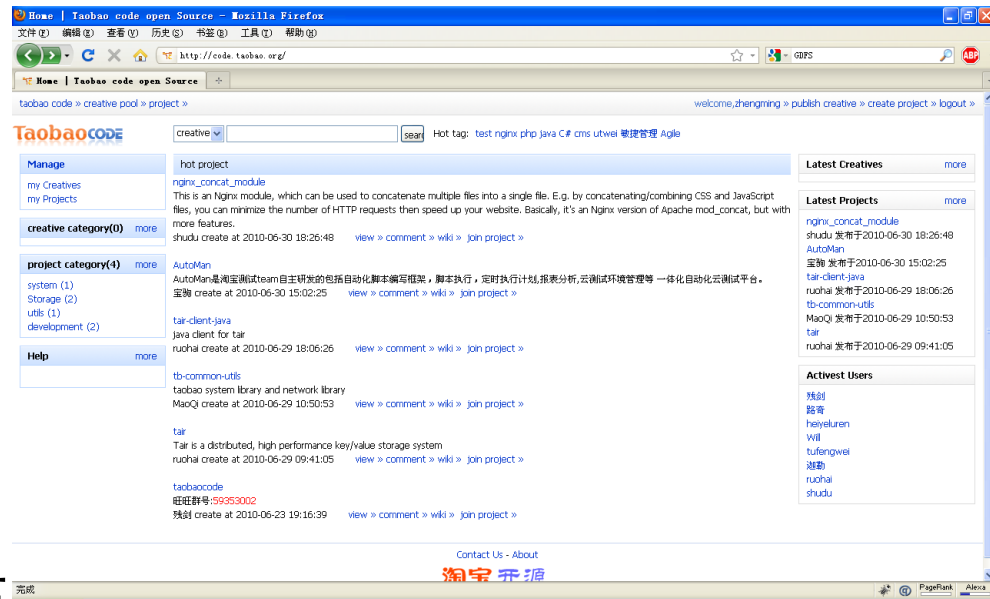 Home | Taobao code open Source - Mozilla Firefox
文件(F) 编辑(E) 查看(V) 历史(S) 书签(B) 工具(T) 帮助(H)
http://code.taobao.org/
GDFS
ABP
Home | Taobao code open Source
taobao code » creative pool » project »
welcome,zhengming » publish creative » create project » logout »
TaobaoCODE
creative
sear
Hot tag: test nginx php java C# cms utwei 敏捷管理 Agile
Manage
my Creatives
my Projects
creative category(0) more
project category(4) more
system (1)
Storage (2)
utils (1)
development (2)
Help more
hot project
nginx_concat_module
This is an Nginx module, which can be used to concatenate multiple files into a single file. E.g. by concatenating/combining CSS and JavaScript
files, you can minimize the number of HTTP requests then speed up your website. Basically, it's an Nginx version of Apache mod_concat, but with
more features.
shudu create at 2010-06-30 18:26:48 view » comment » wiki » join project »
AutoMan
AutoMan是淘宝测试team自主研发的包括自动化脚本编写框架，脚本执行，定时执行计划,报表分析,云测试环境管理等 一体化自动化云测试平台。
宝驹 create at 2010-06-30 15:02:25 view » comment » wiki » join project »
tair-client-java
java client for tair
ruohai create at 2010-06-29 18:06:26 view » comment » wiki » join project »
tb-common-utils
taobao system library and network library
MaoQi create at 2010-06-29 10:50:53 view » comment » wiki » join project »
tair
Tair is a distributed, high performance key/value storage system
ruohai create at 2010-06-29 09:41:05 view » comment » wiki » join project »
taobaocode
旺旺群号:59353002
残剑 create at 2010-06-23 19:16:39 view » comment » wiki » join project »
Latest Creatives more
Latest Projects more
nginx_concat_module
shudu 发布于2010-06-30 18:26:48
AutoMan
宝驹 发布于2010-06-30 15:02:25
tair-client-java
ruohai 发布于2010-06-29 18:06:26
tb-common-utils
MaoQi 发布于2010-06-29 10:50:53
tair
ruohai 发布于2010-06-29 09:41:05
Activest Users
残剑
路奇
heiyeluren
Will
tufengwei
ruohai
shudu
Contact Us - About
淘宝开源
完成
PageRank
Alexa